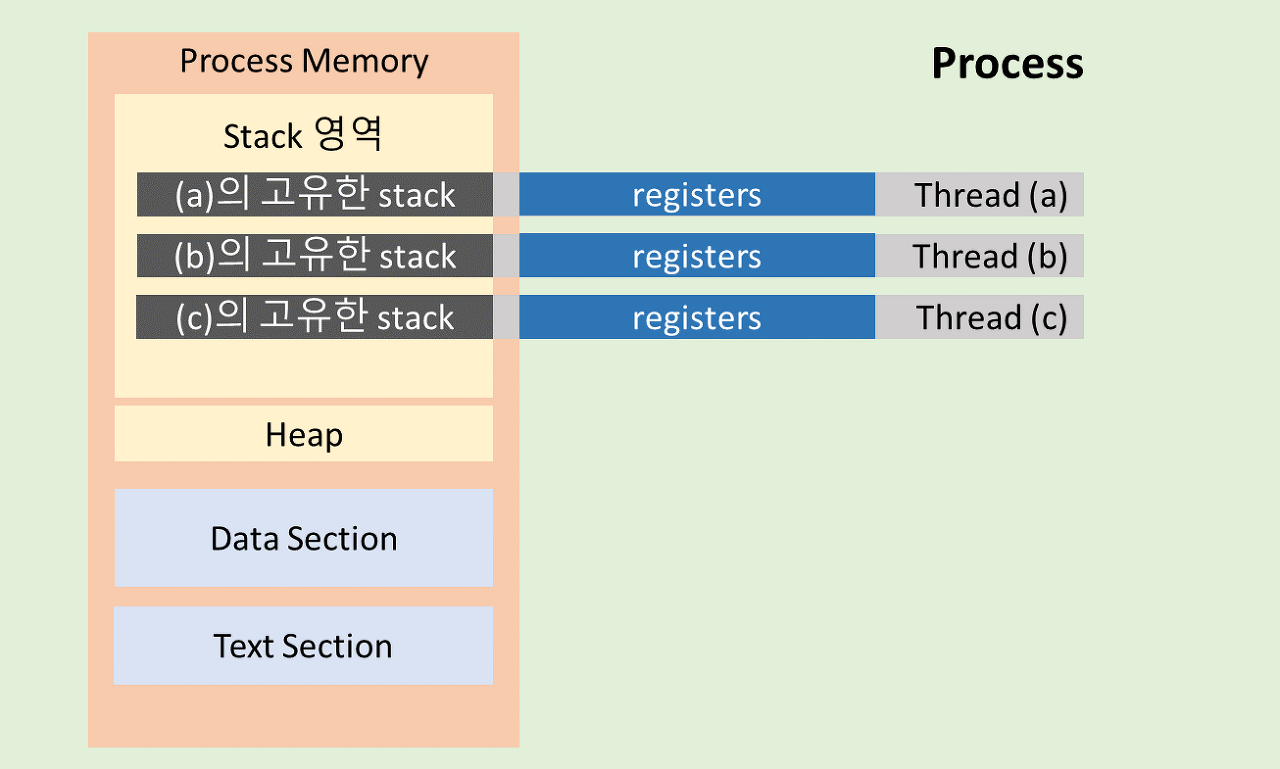 Process Memory
Process
Stack 영역
(a)의 고유한 stack registers Thread (a)
(b)의 고유한 stack registers Thread (b)
(c)의 고유한 stack registers Thread (c)
Heap
Data Section
Text Section